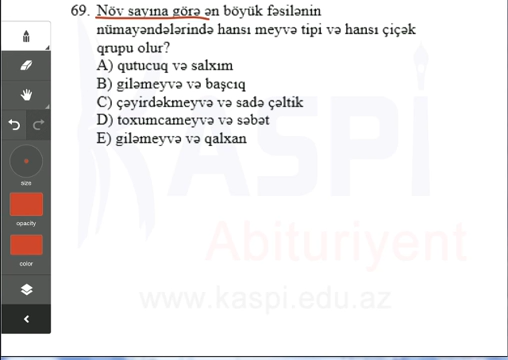 69. Növ sayına görə ən böyük fəsilənin
nümayəndələrində hansı meyvə tipi və hansı çiçək
qrupu olur?
A) qutucuq və salxım
B) giləmeyvə və başcıq
C) çəyirdəkmeyvə və sadə çəltik
D) toxumcameyvə və səbət
E) giləmeyvə və qalxan
KASPİ
Abituriyent
www.kaspi.edu.az
size
opacity
color